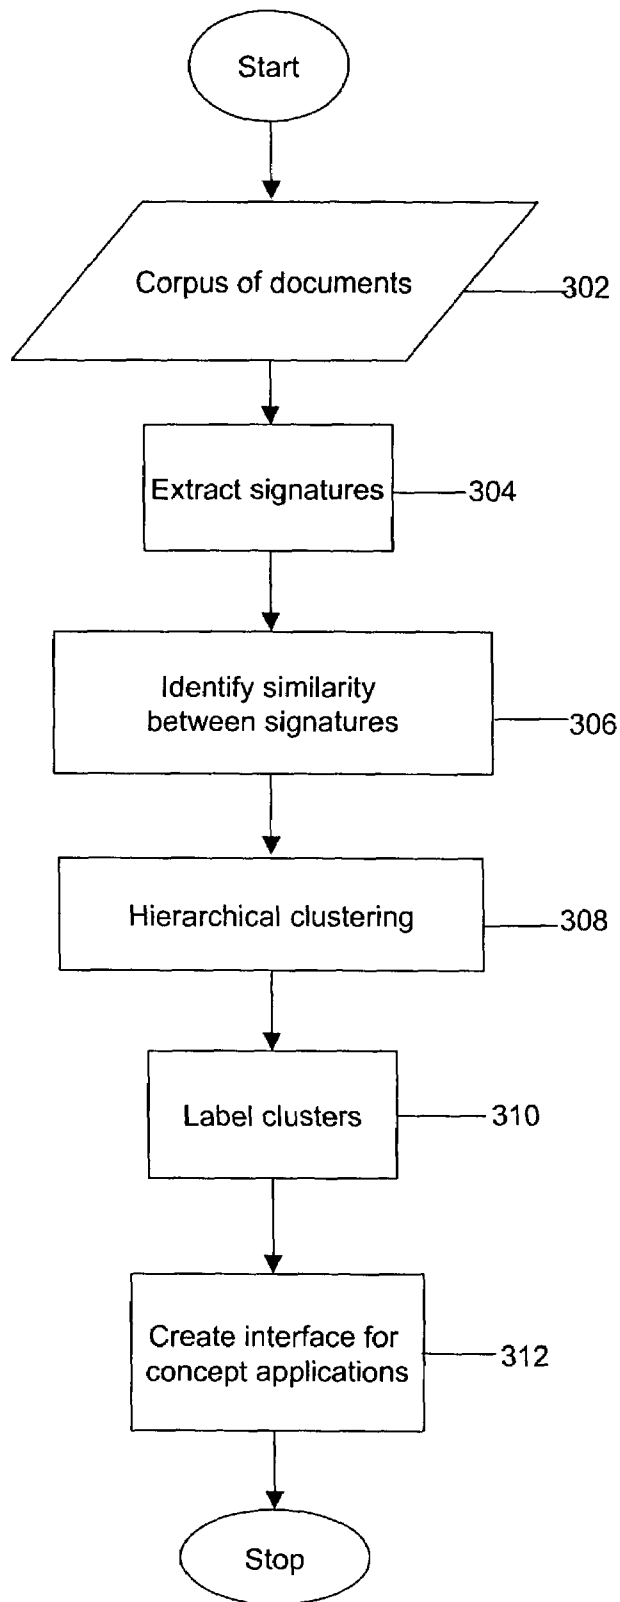 Start
Corpus of documents
302
Extract signatures
304
Identify similarity
between signatures
306
Hierarchical clustering
308
Label clusters
310
Create interface for
concept applications
312
Stop